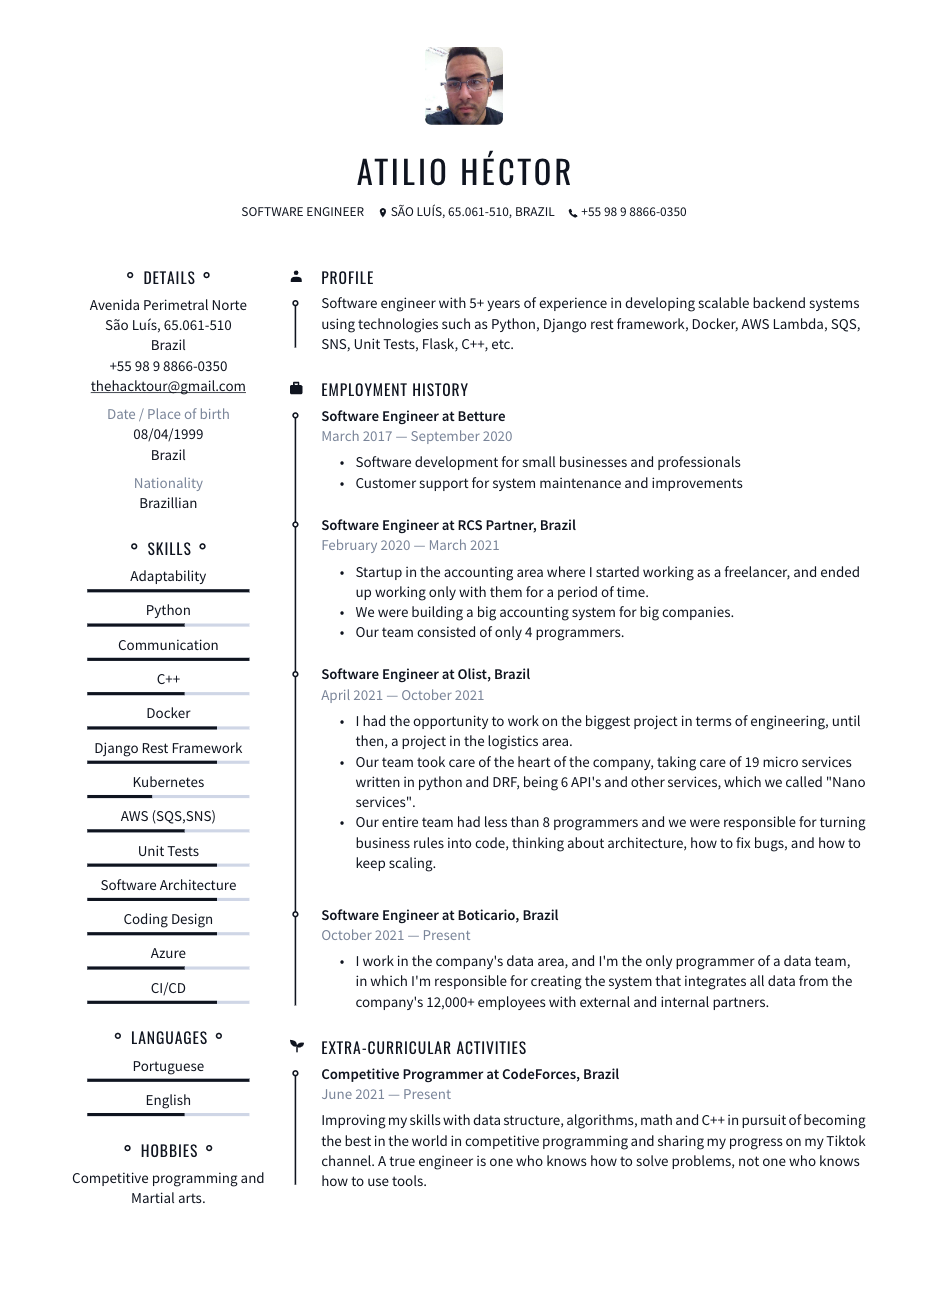 ATILIO HÉCTOR
SOFTWARE ENGINEER SÃO LUÍS, 65.061-510, BRAZIL +55 98 9 8866-0350
DETAILS
Avenida Perimetral Norte
São Luís, 65.061-510
Brazil
+55 98 9 8866-0350
thehacktour@gmail.com
Date / Place of birth
08/04/1999
Brazil
Nationality
Brazillian
SKILLS
Adaptability
Python
Communication
C++
Docker
Django Rest Framework
Kubernetes
AWS (SQS,SNS)
Unit Tests
Software Architecture
Coding Design
Azure
CI/CD
LANGUAGES
Portuguese
English
HOBBIES
Competitive programming and
Martial arts.
PROFILE
Software engineer with 5+ years of experience in developing scalable backend systems
using technologies such as Python, Django rest framework, Docker, AWS Lambda, SQS,
SNS, Unit Tests, Flask, C++, etc.
EMPLOYMENT HISTORY
Software Engineer at Betture
March 2017 — September 2020
• Software development for small businesses and professionals
• Customer support for system maintenance and improvements
Software Engineer at RCS Partner, Brazil
February 2020 — March 2021
• Startup in the accounting area where I started working as a freelancer, and ended
up working only with them for a period of time.
• We were building a big accounting system for big companies.
• Our team consisted of only 4 programmers.
Software Engineer at Olist, Brazil
April 2021 — October 2021
• I had the opportunity to work on the biggest project in terms of engineering, until
then, a project in the logistics area.
• Our team took care of the heart of the company, taking care of 19 micro services
written in python and DRF, being 6 API's and other services, which we called "Nano
services".
• Our entire team had less than 8 programmers and we were responsible for turning
business rules into code, thinking about architecture, how to fix bugs, and how to
keep scaling.
Software Engineer at Boticario, Brazil
October 2021 — Present
• I work in the company's data area, and I'm the only programmer of a data team,
in which I'm responsible for creating the system that integrates all data from the
company's 12,000+ employees with external and internal partners.
EXTRA-CURRICULAR ACTIVITIES
Competitive Programmer at CodeForces, Brazil
June 2021 — Present
Improving my skills with data structure, algorithms, math and C++ in pursuit of becoming
the best in the world in competitive programming and sharing my progress on my Tiktok
channel. A true engineer is one who knows how to solve problems, not one who knows
how to use tools.